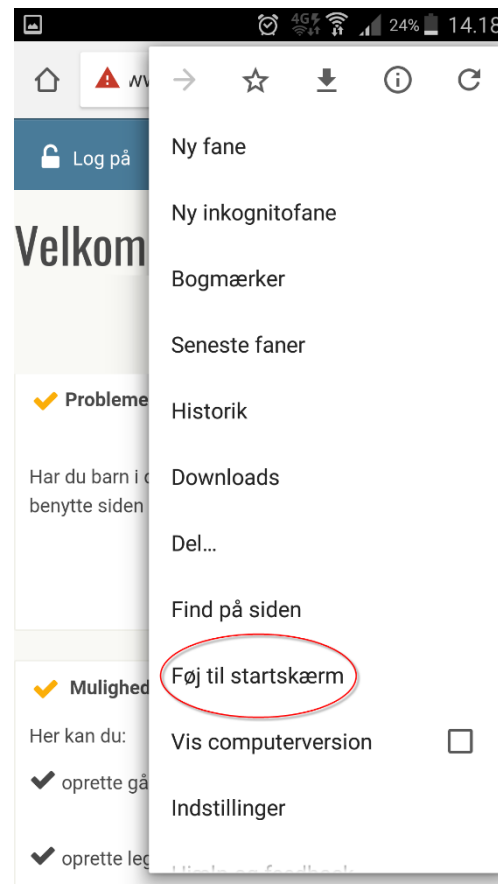 24% 14.18
Log på
Velkom
Probleme
Har du barn i
benytte siden
Mulighed
Her kan du:
oprette gå
oprette leg
Ny fane
Ny inkognitofane
Bogmærker
Seneste faner
Historik
Downloads
Del...
Find på siden
Føj til startskærm
Vis computerversion
Indstillinger